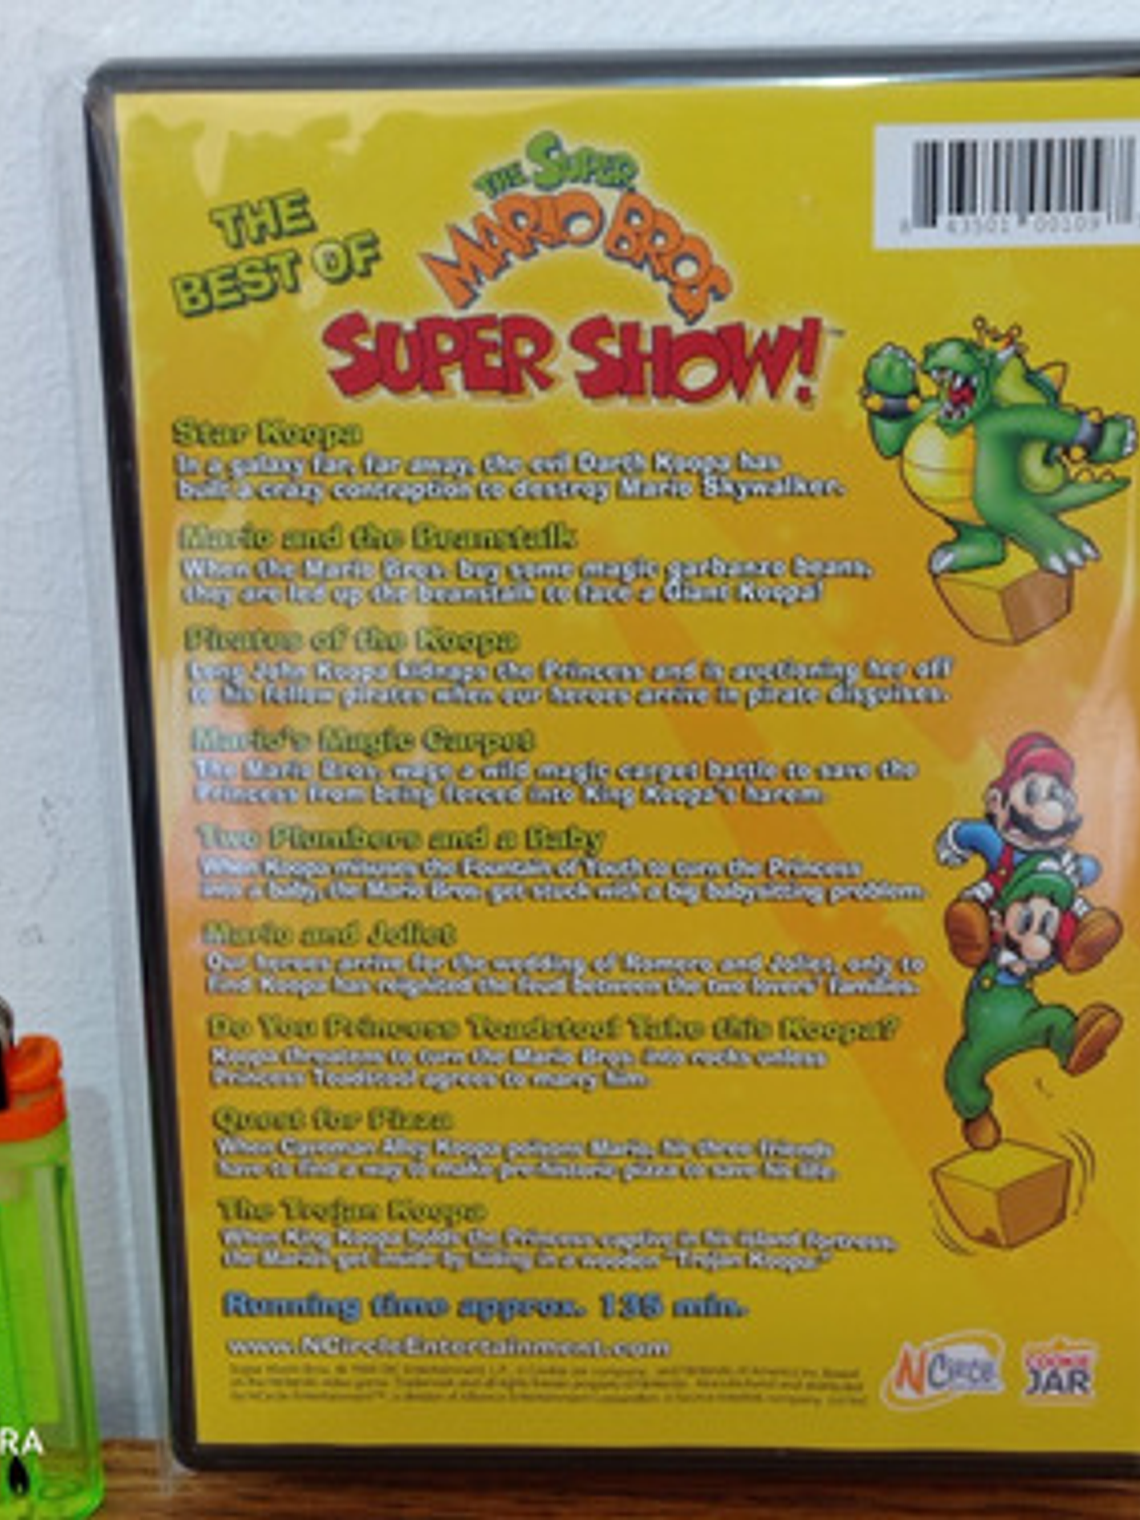 THE
BEST OF
THE SUPER
MARIO BROS
SUPER SHOW!™
8 43501 00109
Star Koopa
In a galaxy far, far away, the evil Darth Koopa has
built a crazy contraption to destroy Mario Skywalker.
Mario and the Beanstalk
When the Mario Bros. buy some magic garbanzo beans,
they are led up the beanstalk to face a Giant Koopa!
Pirates of the Koopa
Long John Koopa kidnaps the Princess and is auctioning her off
to his fellow pirates when our heroes arrive in pirate disguises.
Mario's Magic Carpet
The Mario Bros. wage a wild magic carpet battle to save the
Princess from being forced into King Koopa's harem.
Two Plumbers and a Baby
When Koopa misuses the Fountain of Youth to turn the Princess
into a baby, the Mario Bros. get stuck with a big babysitting problem.
Mario and Joliet
Our heroes arrive for the wedding of Romero and Joliet, only to
find Koopa has reignited the feud between the two lovers' families.
Do You Princess Toadstool Take this Koopa?
Koopa threatens to turn the Mario Bros. into rocks unless
Princess Toadstool agrees to marry him.
Quest for Pizza
When Caveman Alley Koopa poisons Mario, his three friends
have to find a way to make pre-historic pizza to save his life.
The Trojan Koopa
When King Koopa holds the Princess captive in his island fortress,
the Marios get inside by hiding in a wooden "Trojan Koopa."
Running time approx. 135 min.
www.NCircleEntertainment.com
NCircle
COOKIE
JAR
RA